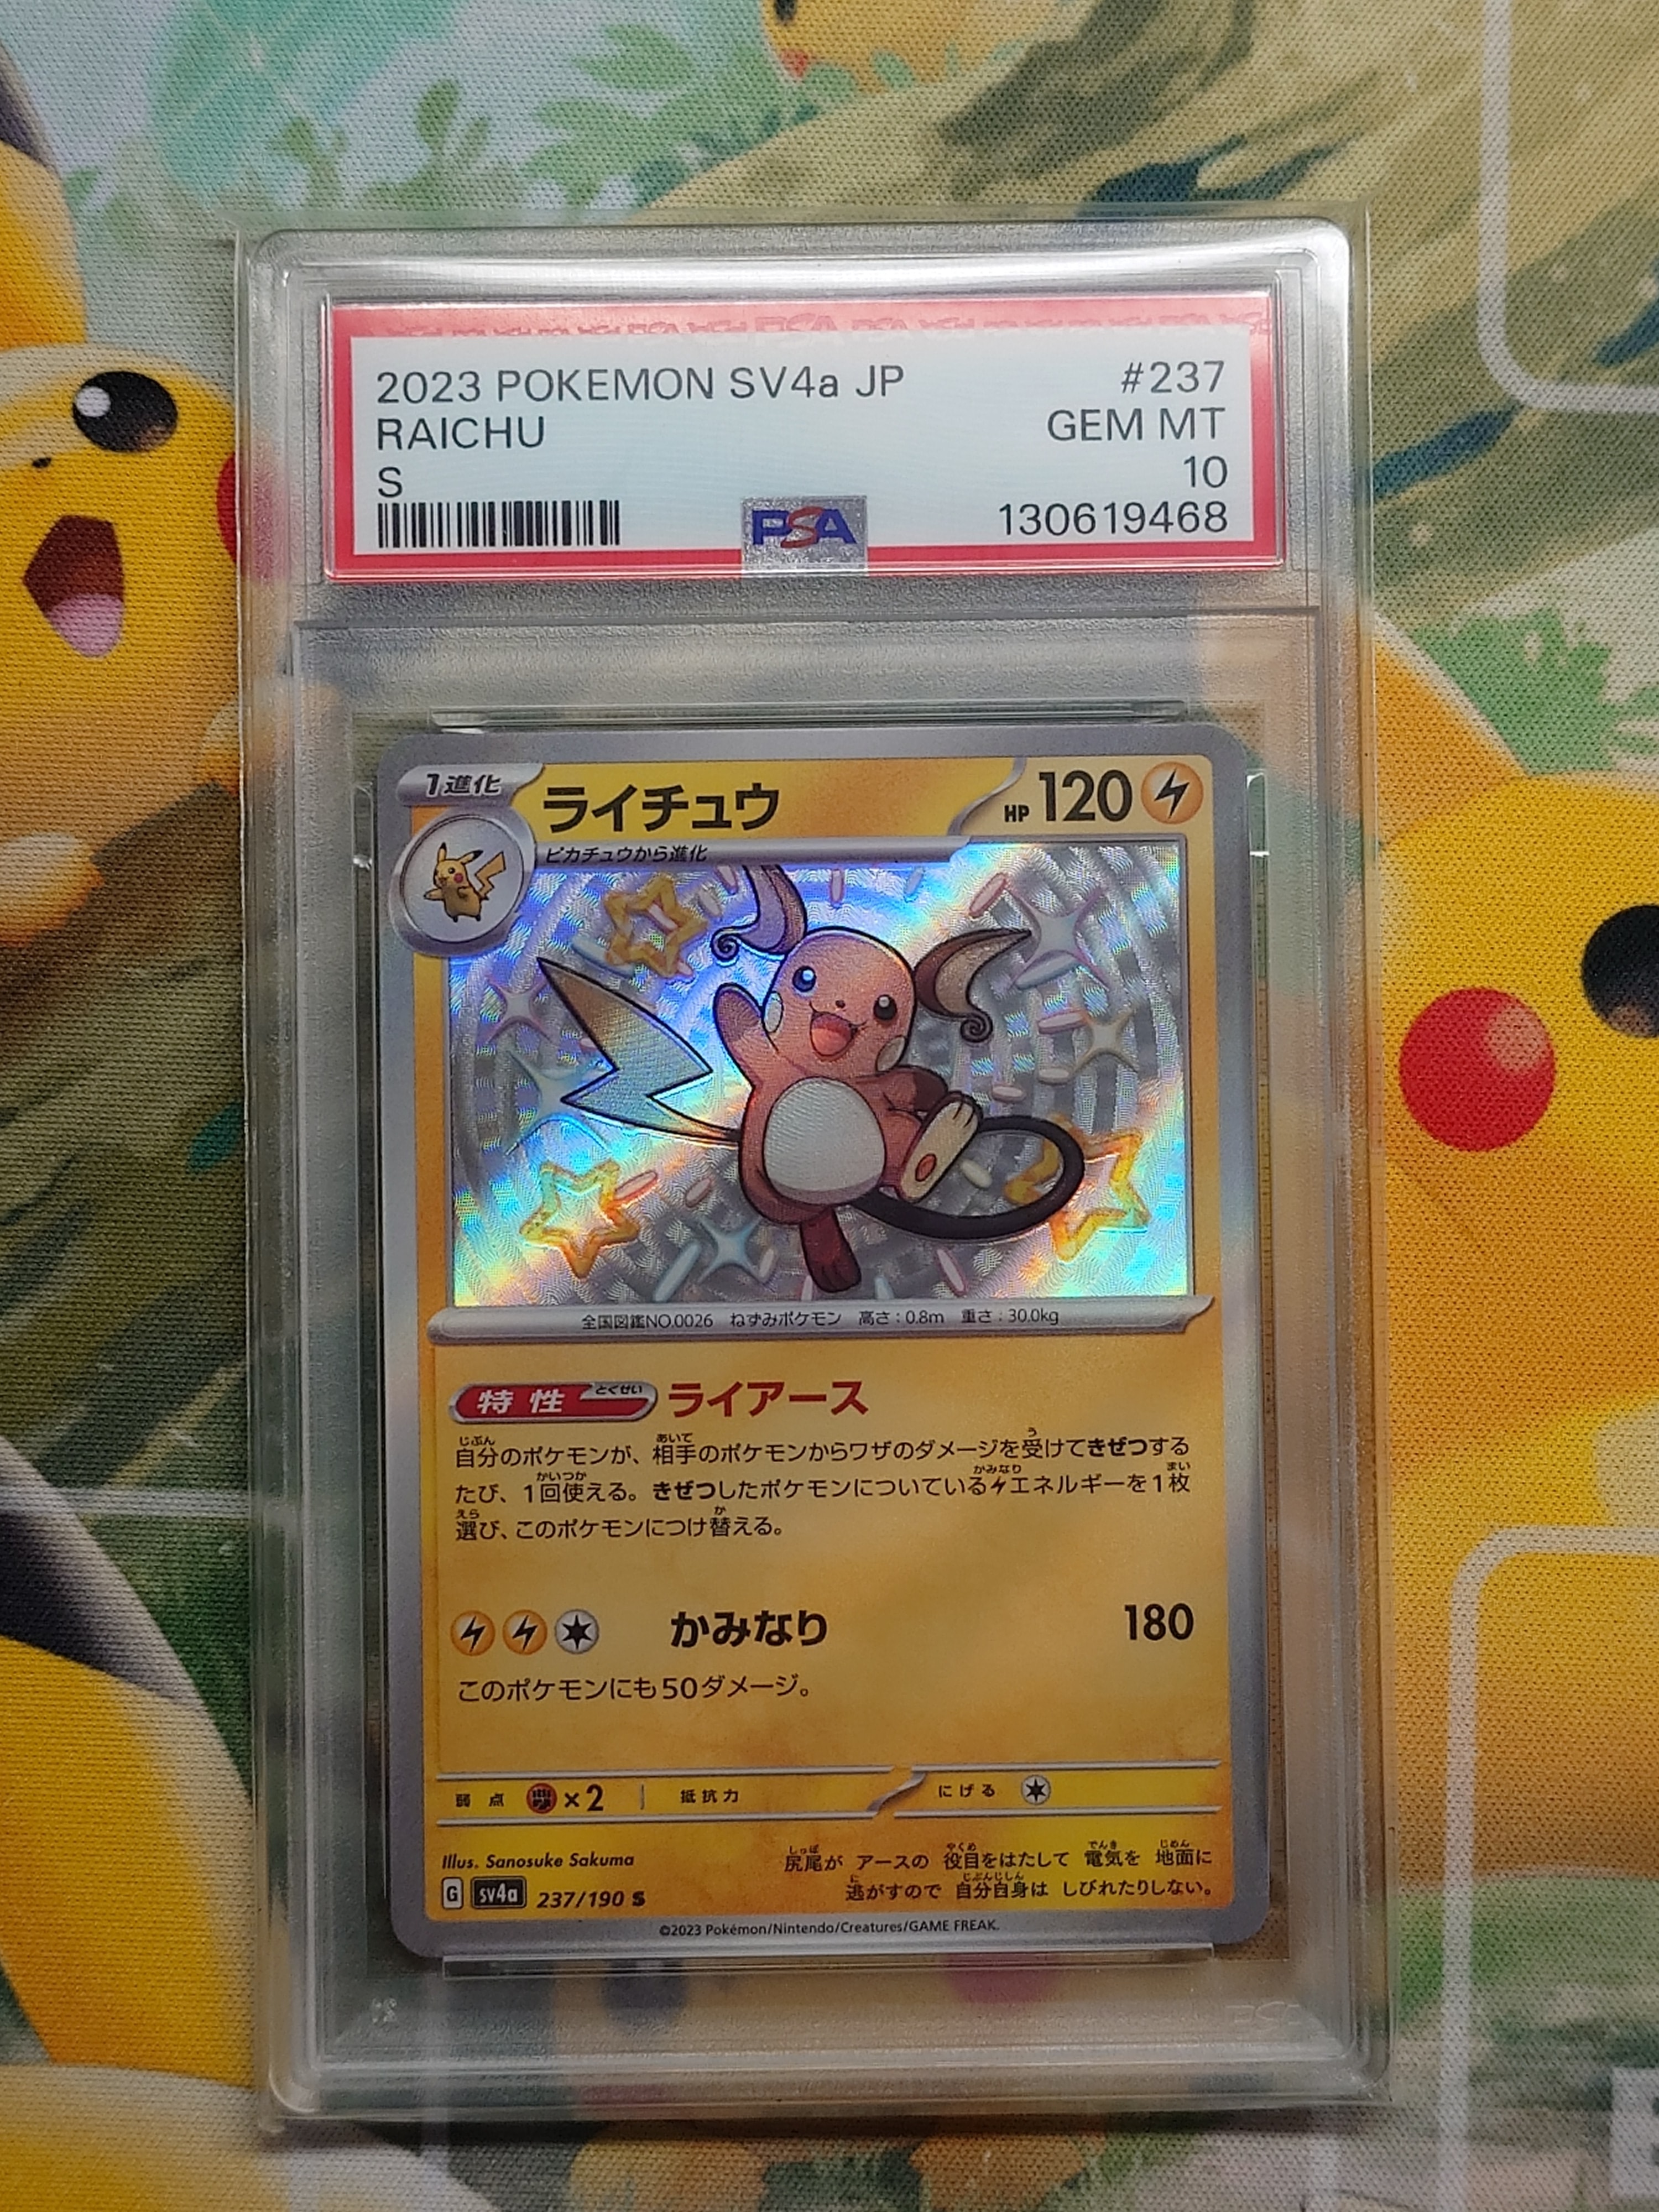 2023 POKEMON SV4a JP #237
RAICHU GEM MT
S 10
PSA 130619468
1進化 ライチュウ HP 120
ピカチュウから進化
全国図鑑NO.0026 ねずみポケモン 高さ:0.8m 重さ:30.0kg
特性 とくせい ライアース
自分のポケモンが、相手のポケモンからワザのダメージを受けてきぜつする
たび、1回使える。きぜつしたポケモンについているエネルギーを1枚
選び、このポケモンにつけ替える。
かみなり 180
このポケモンにも50ダメージ。
弱点 ×2 抵抗力 にげる
Illus. Sanosuke Sakuma
尻尾が アースの 役目をはたして 電気を 地面に
逃がすので 自分自身は しびれたりしない。
G sv4a 237/190 S
©2023 Pokémon/Nintendo/Creatures/GAME FREAK.